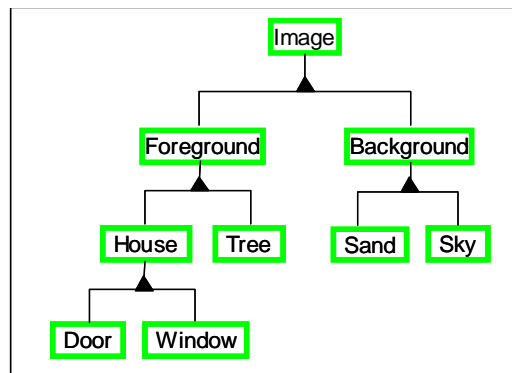 Image
Foreground
Background
House
Tree
Sand
Sky
Door
Window